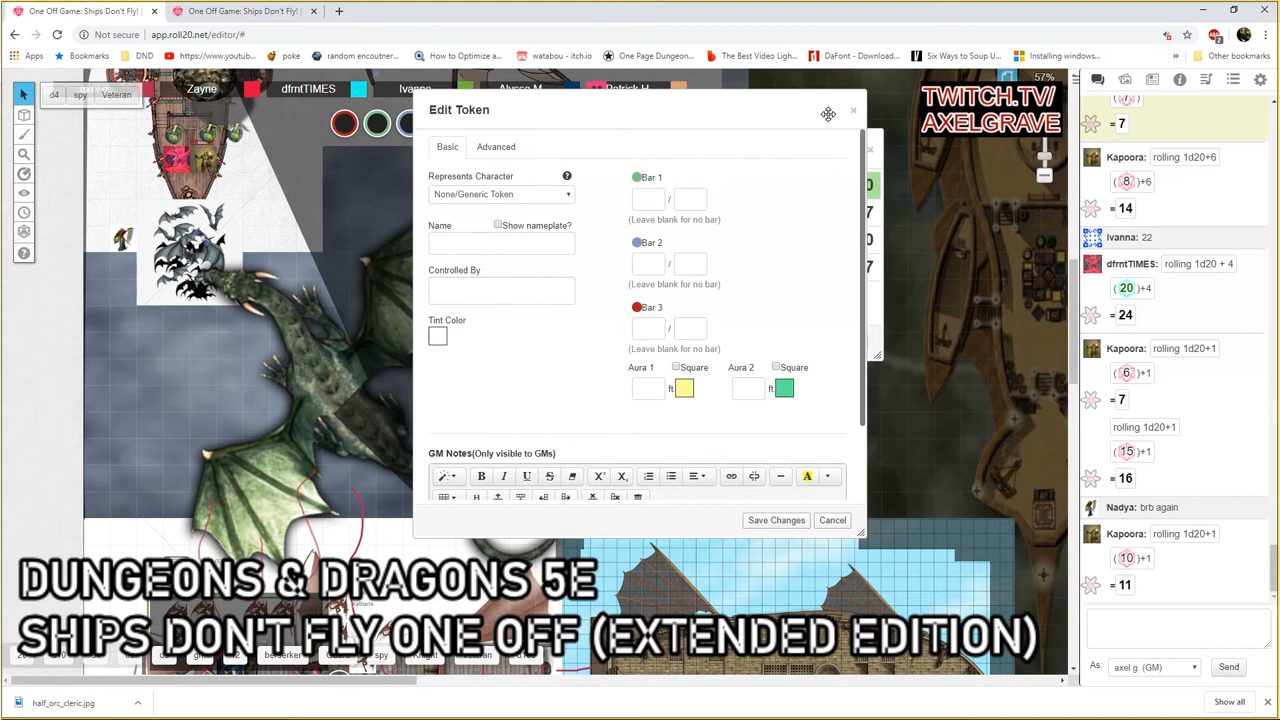 One Off Game: Ships Don't Fly!
One Off Game: Ships Don't Fly!
Not secure | app.roll20.net/editor/#
Apps
Bookmarks
DND
https://www.youtub...
poke
random encoutner...
How to Optimize a...
watabou - itch.io
One Page Dungeon...
The Best Video Ligh...
DaFont - Download...
Six Ways to Soup U...
Installing windows...
»
Other bookmarks
d4 spy Veteran
Zayne
dfrntTIMES
57%
TWITCH.TV/
AXELGRAVE
Edit Token
Basic
Advanced
Represents Character
None/Generic Token
Name
Show nameplate?
Controlled By
Tint Color
Bar 1
/
(Leave blank for no bar)
Bar 2
/
(Leave blank for no bar)
Bar 3
/
(Leave blank for no bar)
Aura 1 Square
Aura 2 Square
ft.
ft.
GM Notes(Only visible to GMs)
Save Changes
Cancel
= 7
Kapoora: rolling 1d20+6
(8)+6
= 14
Ivanna: 22
dfrntTIMES: rolling 1d20 + 4
(20)+4
= 24
Kapoora: rolling 1d20+1
(6)+1
= 7
rolling 1d20+1
(15)+1
= 16
Nadya: brb again
Kapoora: rolling 1d20+1
(10)+1
= 11
As: axel g. (GM)
Send
DUNGEONS & DRAGONS 5E
SHIPS DON'T FLY ONE OFF (EXTENDED EDITION)
berserker
spy
Knight
half_orc_cleric.jpg
Show all